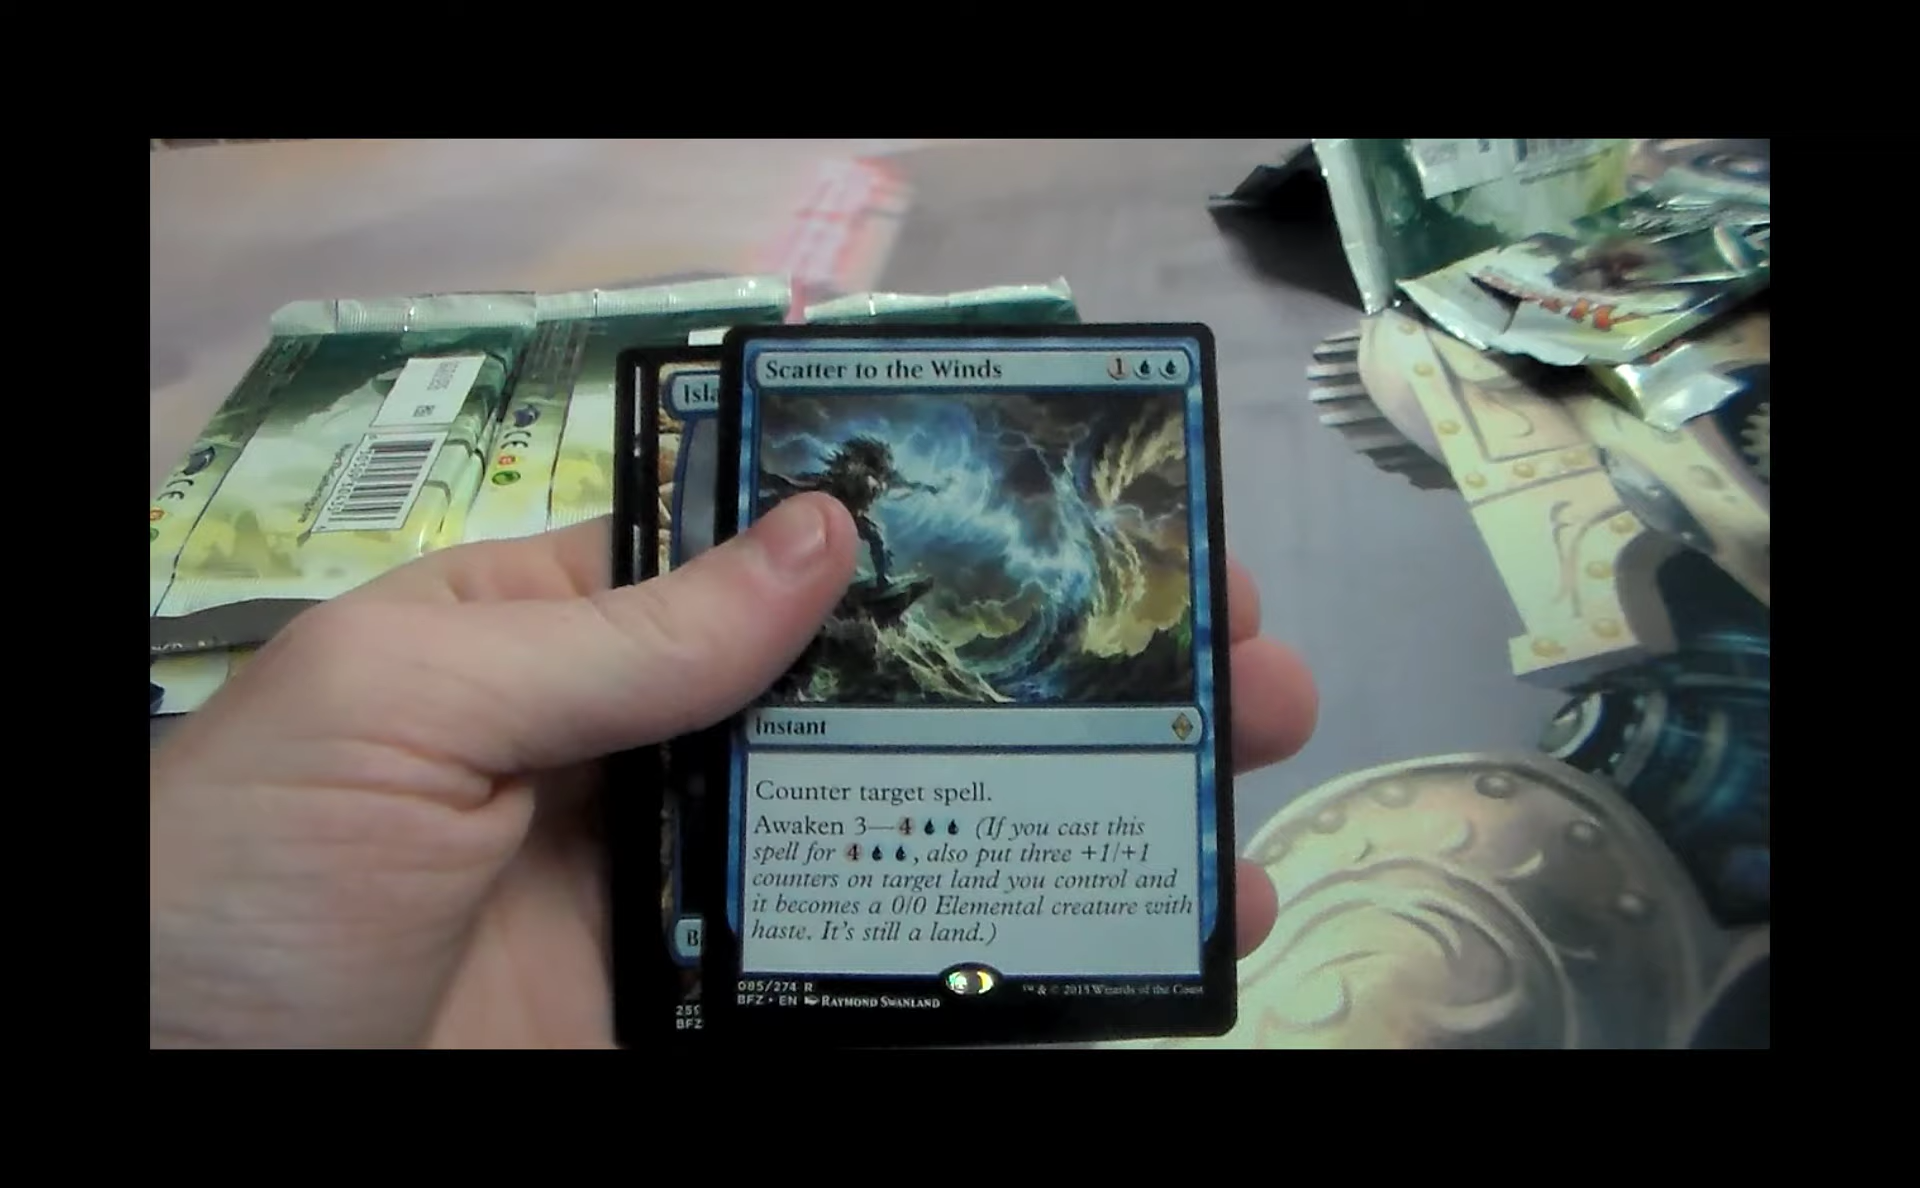 Scatter to the Winds 1
Isla
Instant
Counter target spell.
Awaken 3—4 (If you cast this
spell for 4, also put three +1/+1
counters on target land you control and
it becomes a 0/0 Elemental creature with
haste. It's still a land.)
B
085/274 R
BFZ • EN RAYMOND SWANLAND
™ & © 2015 Wizards of the Coast
259
BFZ